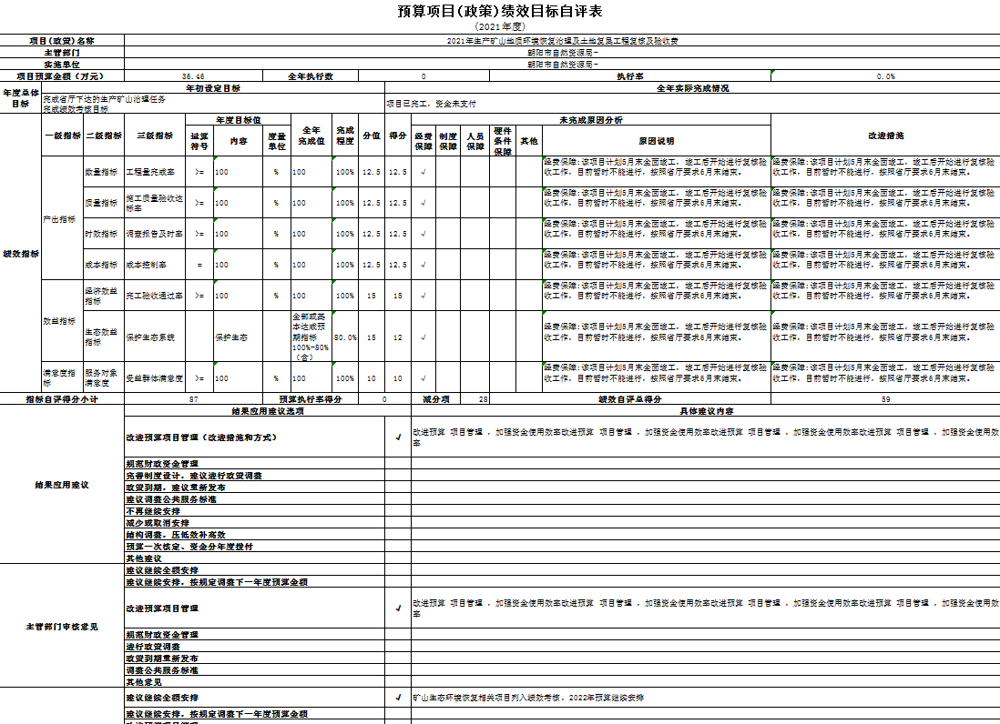 预算项目(政策)绩效目标自评表
(2021年度)
项目(政策)名称 2021年生产矿山地质环境恢复治理及土地复垦工程复核及验收费
主管部门 朝阳市自然资源局-
实施单位 朝阳市自然资源局-
项目预算金额(万元) 36.46 全年执行数 0 执行率 0.0%
年度总体目标 年初设定目标 全年实际完成情况
完成省厅下达的生产矿山治理任务
完成绩效考核目标
项目已完工，资金未支付
绩效指标 一级指标 二级指标 三级指标 年度目标值 全年完成值 完成程度 分值 得分 未完成原因分析 改进措施
运算符号 内容 度量单位 经费保障 制度保障 人员保障 硬件条件保障 其他 原因说明
产出指标 数量指标 工程量完成率 >= 100 % 100 100% 12.5 12.5 √ 经费保障:该项目计划5月末全面竣工，竣工后开始进行复核验收工作，目前暂时不能进行，按照省厅要求6月末结束。 经费保障:该项目计划5月末全面竣工，竣工后开始进行复核验收工作，目前暂时不能进行，按照省厅要求6月末结束。
质量指标 施工质量验收达标率 >= 100 % 100 100% 12.5 12.5 √ 经费保障:该项目计划5月末全面竣工，竣工后开始进行复核验收工作，目前暂时不能进行，按照省厅要求6月末结束。 经费保障:该项目计划5月末全面竣工，竣工后开始进行复核验收工作，目前暂时不能进行，按照省厅要求6月末结束。
时效指标 调查报告及时率 >= 100 % 100 100% 12.5 12.5 √ 经费保障:该项目计划5月末全面竣工，竣工后开始进行复核验收工作，目前暂时不能进行，按照省厅要求6月末结束。 经费保障:该项目计划5月末全面竣工，竣工后开始进行复核验收工作，目前暂时不能进行，按照省厅要求6月末结束。
成本指标 成本控制率 = 100 % 100 100% 12.5 12.5 √ 经费保障:该项目计划5月末全面竣工，竣工后开始进行复核验收工作，目前暂时不能进行，按照省厅要求6月末结束。 经费保障:该项目计划5月末全面竣工，竣工后开始进行复核验收工作，目前暂时不能进行，按照省厅要求6月末结束。
效益指标 经济效益指标 完工验收通过率 >= 100 % 100 100% 15 15 √ 经费保障:该项目计划5月末全面竣工，竣工后开始进行复核验收工作，目前暂时不能进行，按照省厅要求6月末结束。 经费保障:该项目计划5月末全面竣工，竣工后开始进行复核验收工作，目前暂时不能进行，按照省厅要求6月末结束。
生态效益指标 保护生态系统 保护生态 全部或基本达成预期指标100%-80%（含） 80.0% 15 12 √ 经费保障:该项目计划5月末全面竣工，竣工后开始进行复核验收工作，目前暂时不能进行，按照省厅要求6月末结束。 经费保障:该项目计划5月末全面竣工，竣工后开始进行复核验收工作，目前暂时不能进行，按照省厅要求6月末结束。
满意度指标 服务对象满意度 受益群体满意度 >= 100 % 100 100% 10 10 √ 经费保障:该项目计划5月末全面竣工，竣工后开始进行复核验收工作，目前暂时不能进行，按照省厅要求6月末结束。 经费保障:该项目计划5月末全面竣工，竣工后开始进行复核验收工作，目前暂时不能进行，按照省厅要求6月末结束。
指标自评得分小计 87 预算执行率得分 0 减分项 28 绩效自评总得分 59
结果应用建议 结果应用建议选项 具体建议内容
改进预算项目管理（改进措施和方式） √ 改进预算 项目管理 ，加强资金使用效率改进预算 项目管理 ，加强资金使用效率改进预算 项目管理 ，加强资金使用效率改进预算 项目管理 ，加强资金使用效率
规范财政资金管理
完善制度设计，建议进行政策调整
政策到期，建议重新发布
建议调整公共服务标准
不再继续安排
减少或取消安排
结构调整，压低效补高效
预算一次核定、资金分年度拨付
其他建议
主管部门审核意见 建议继续全额安排
建议继续安排，按规定调整下一年度预算金额
改进预算项目管理 √ 改进预算 项目管理 ，加强资金使用效率改进预算 项目管理 ，加强资金使用效率改进预算 项目管理 ，加强资金使用效率改进预算 项目管理 ，加强资金使用效率
规范财政资金管理
进行政策调整
政策到期重新发布
调整公共服务标准
其他意见
建议继续全额安排 √ 矿山生态环境恢复相关项目列入绩效考核，2022年预算继续安排
建议继续安排，按规定调整下一年度预算金额